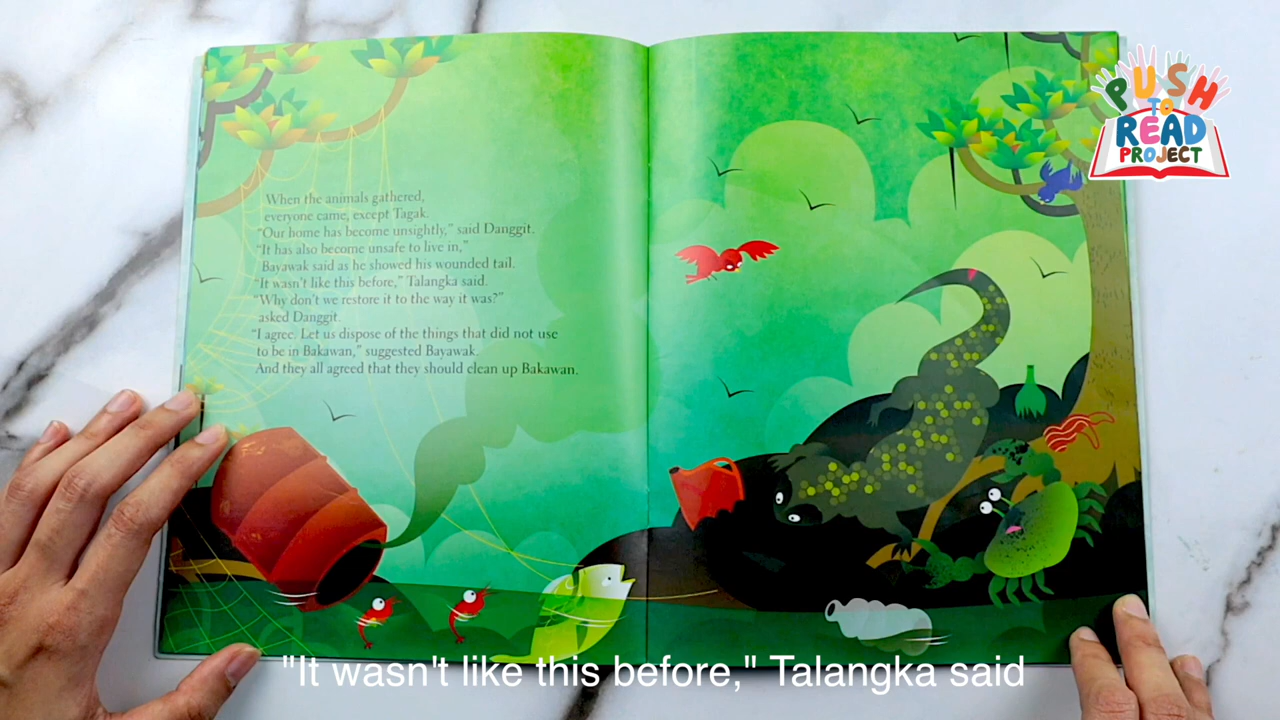 When the animals gathered,
everyone came, except Tagak.
"Our home has become unsightly," said Danggit.
"It has also become unsafe to live in,"
Bayawak said as he showed his wounded tail.
"It wasn't like this before," Talangka said.
"Why don't we restore it to the way it was?"
asked Danggit.
"I agree. Let us dispose of the things that did not use
to be in Bakawan," suggested Bayawak.
And they all agreed that they should clean up Bakawan.
PUSH
TO
READ
PROJECT
"It wasn't like this before," Talangka said